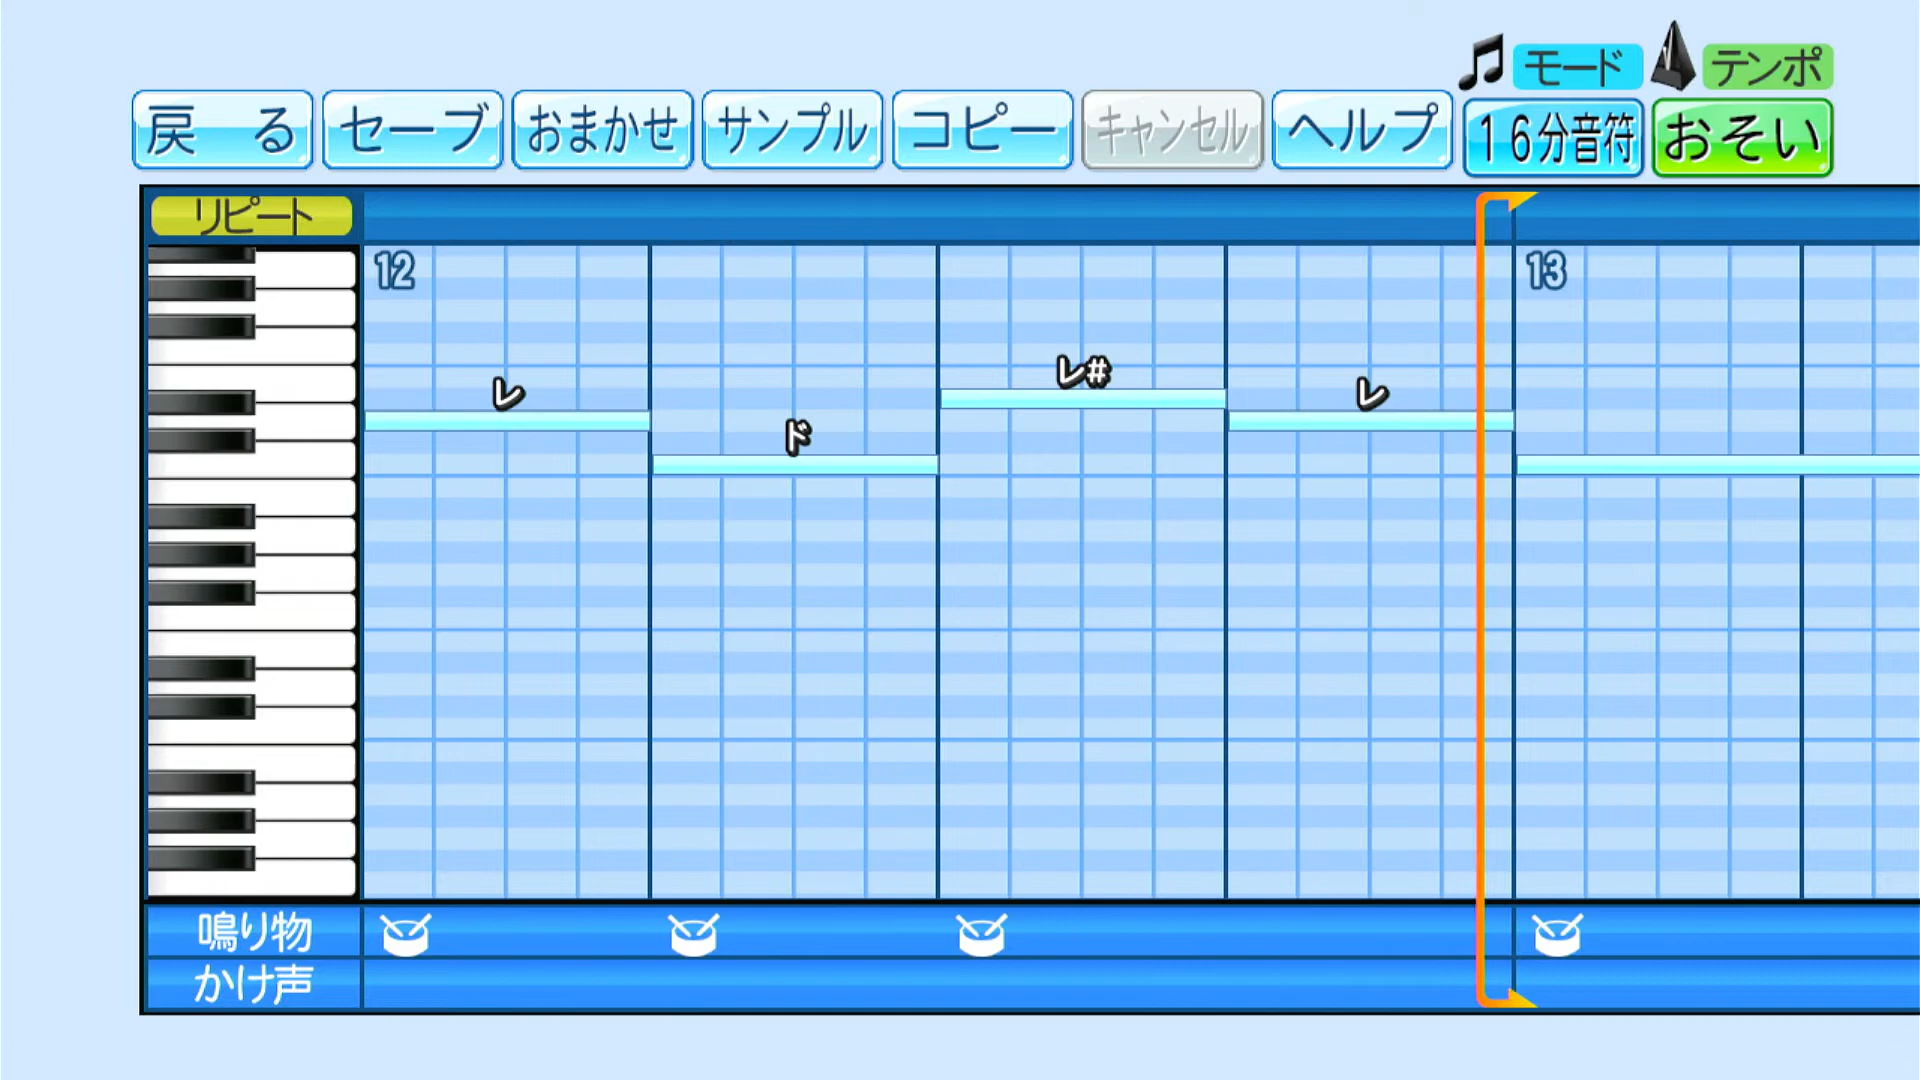 モード テンポ
戻る セーブ おまかせ サンプル コピー キャンセル ヘルプ 16分音符 おそい
リピート
12 13
レ# 
レ レ
ド
鳴り物
かけ声